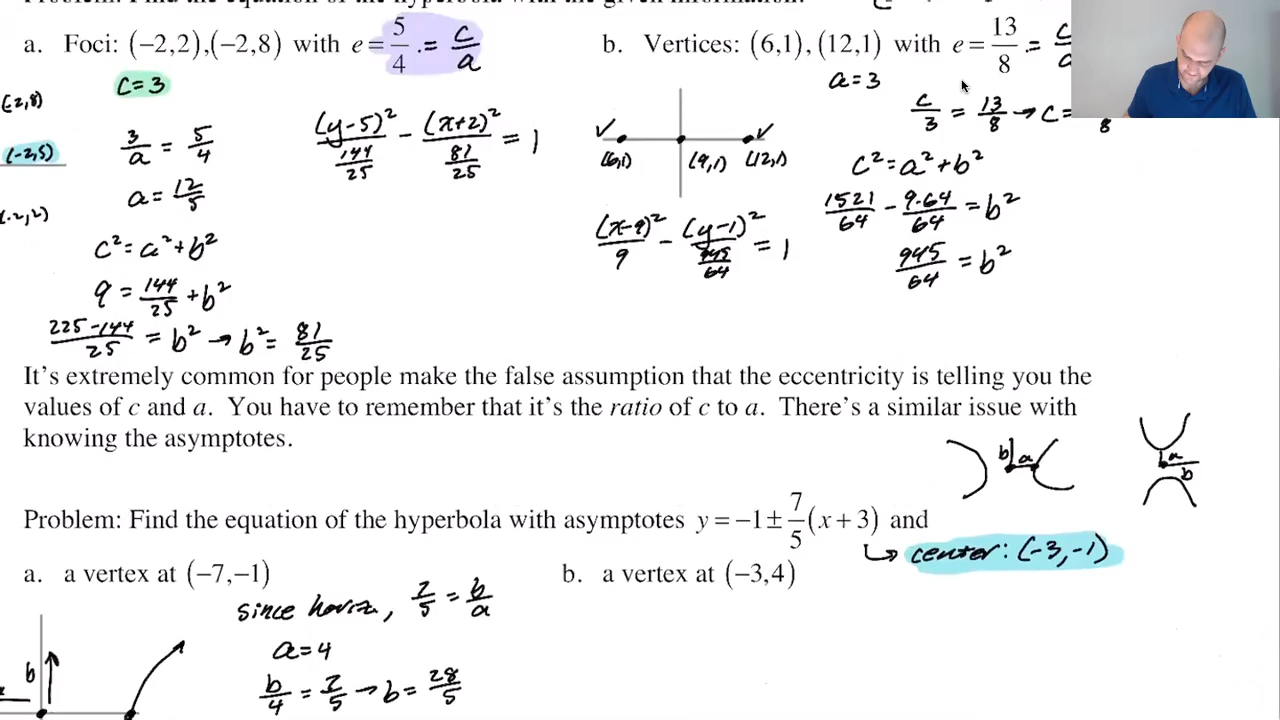 a. Foci: (−2,2),(−2,8) with e = 5/4 = c/a
c = 3
(-2,8)
(-2,5)
(-2,2)
3/a = 5/4
a = 12/5
c² = a² + b²
9 = 144/25 + b²
225-144/25 = b² → b² = 81/25
(y-5)²/(144/25) - (x+2)²/(81/25) = 1
b. Vertices: (6,1),(12,1) with e = 13/8 = c/a
a = 3
c/3 = 13/8 → c =
8
(6,1) (9,1) (12,1)
c² = a² + b²
1521/64 - 9·64/64 = b²
945/64 = b²
(x-9)²/9 - (y-1)²/(945/64) = 1
It's extremely common for people make the false assumption that the eccentricity is telling you the
values of c and a. You have to remember that it's the ratio of c to a. There's a similar issue with
knowing the asymptotes.
b a
a
b
Problem: Find the equation of the hyperbola with asymptotes y = −1 ± 7/5 (x + 3) and
↳ center: (-3,-1)
a. a vertex at (−7,−1)
b. a vertex at (−3,4)
since horiz, 7/5 = b/a
a = 4
b/4 = 7/5 → b = 28/5
b